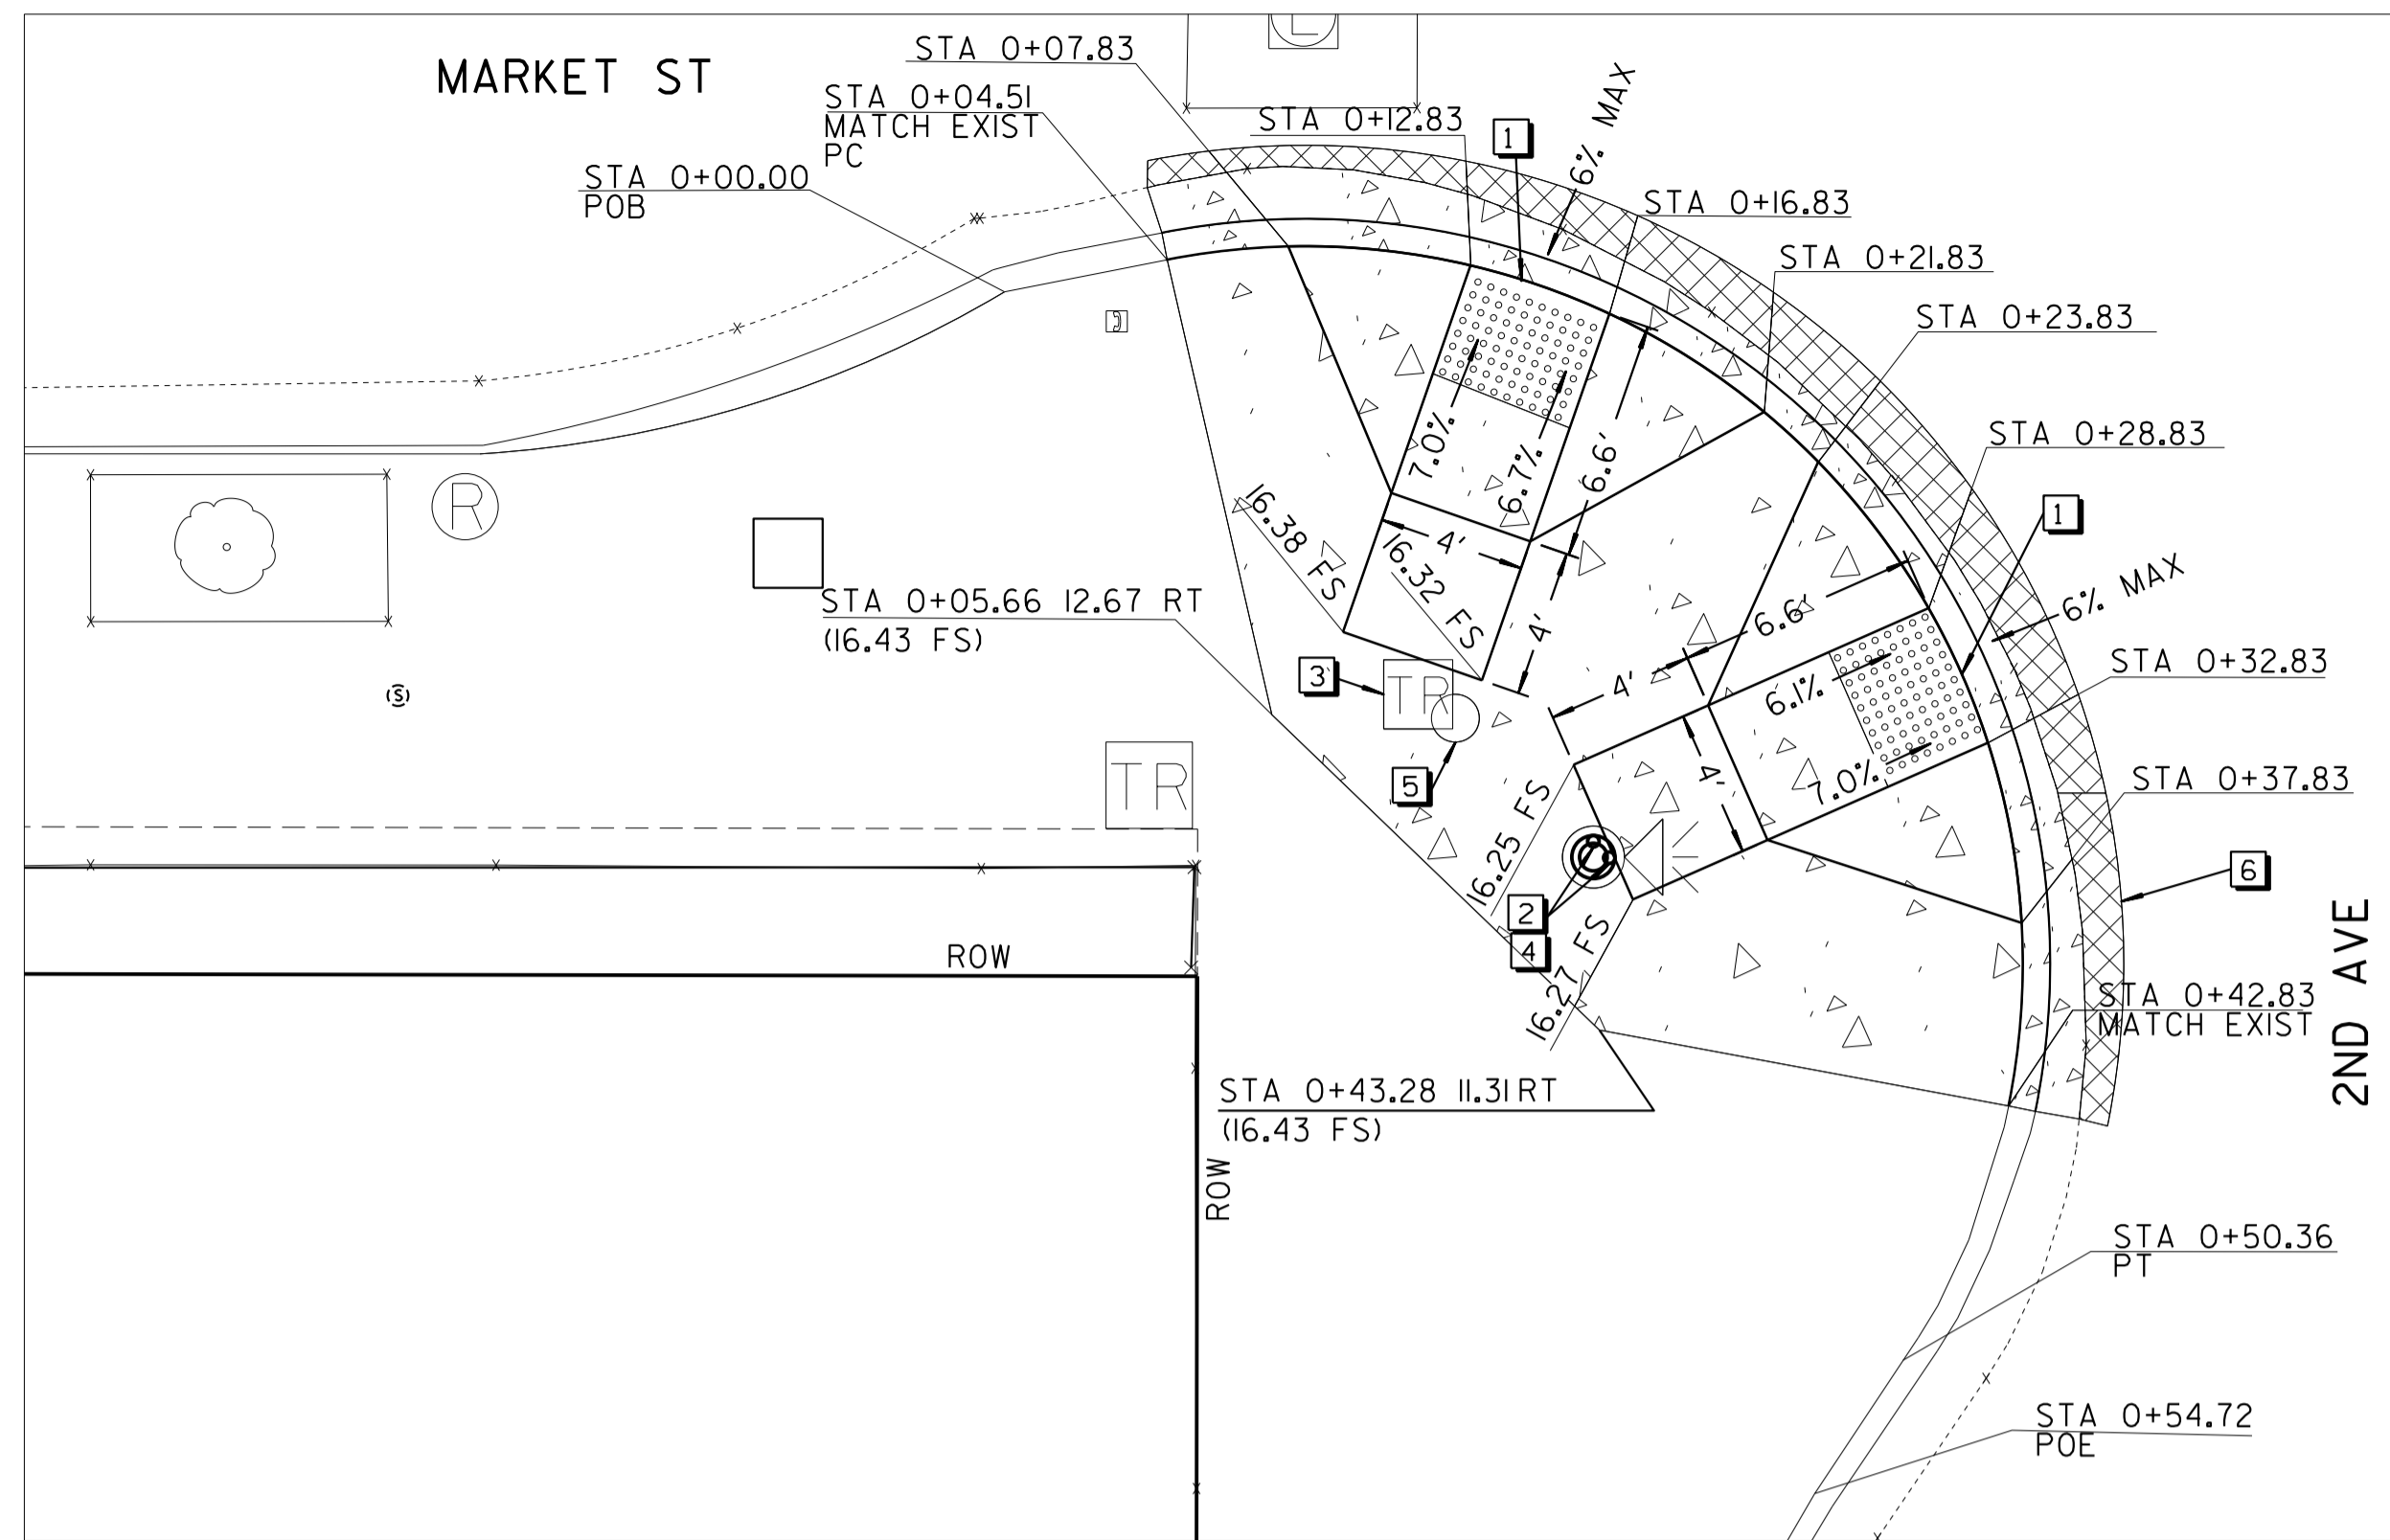 L
MARKET ST
STA 0+07.83
STA 0+04.51
MATCH EXIST
PC
STA 0+12.83
1
6% MAX
STA 0+00.00
POB
STA 0+16.83
STA 0+21.83
STA 0+23.83
STA 0+28.83
R
7.0%
6.7%
6.6'
4'
16.38 FS
16.32 FS
4'
1
6% MAX
6.6'
4'
6.1%
4'
7.0%
STA 0+05.66 12.67 RT
(16.43 FS)
S
3
TR
5
TR
STA 0+32.83
STA 0+37.83
16.25 FS
2
4
16.27 FS
6
2ND AVE
ROW
STA 0+42.83
MATCH EXIST
STA 0+43.28 11.31 RT
(16.43 FS)
ROW
STA 0+50.36
PT
STA 0+54.72
POE